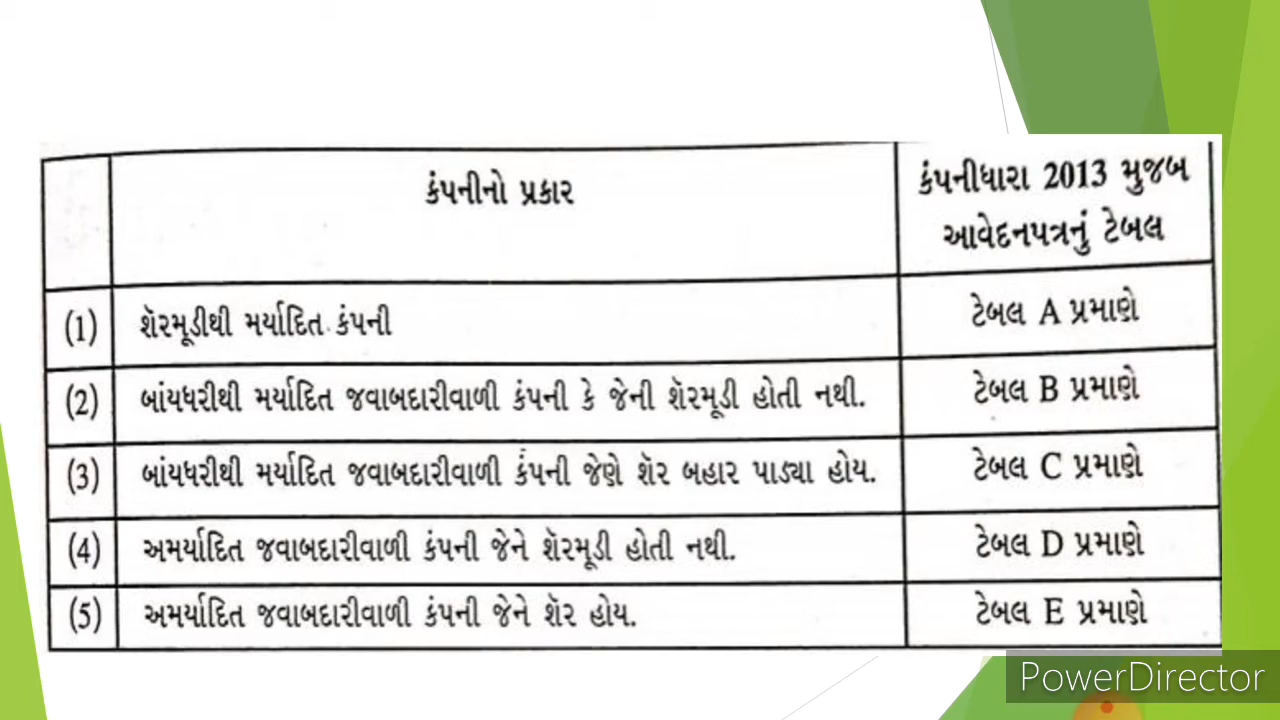 કંપનીનો પ્રકાર
કંપનીધારા 2013 મુજબ
આવેદનપત્રનું ટેબલ
(1) શૅરમૂડીથી મર્યાદિત કંપની ટેબલ A પ્રમાણે
(2) બાંયધરીથી મર્યાદિત જવાબદારીવાળી કંપની કે જેની શૅરમૂડી હોતી નથી. ટેબલ B પ્રમાણે
(3) બાંયધરીથી મર્યાદિત જવાબદારીવાળી કંપની જેણે શૅર બહાર પાડ્યા હોય. ટેબલ C પ્રમાણે
(4) અમર્યાદિત જવાબદારીવાળી કંપની જેને શૅરમૂડી હોતી નથી. ટેબલ D પ્રમાણે
(5) અમર્યાદિત જવાબદારીવાળી કંપની જેને શૅર હોય. ટેબલ E પ્રમાણે
PowerDirector